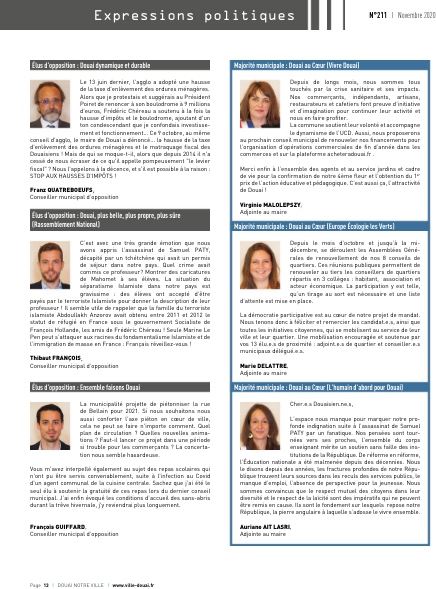 Expressions politiques
N°211 | Novembre 2020
Élus d'opposition : Douai dynamique et durable
Le 13 juin dernier, l'agglo a adopté une hausse
de la taxe d'enlèvement des ordures ménagères.
Alors que je protestais et suggérais au Président
Poiret de renoncer à son boulodrome à 9 millions
d'euros, Frédéric Chéreau a soutenu à la fois la
hausse d'impôts et le boulodrome, ajoutant d'un
ton condescendant que je confondais investisse-
ment et fonctionnement... Ce 9 octobre, au même
conseil d'agglo, le maire de Douai a dénoncé... la hausse de la taxe
d'enlèvement des ordures ménagères et le matraquage fiscal des
Douaisiens ! Mais de qui se moque-t-il, alors que depuis 2014 il n'a
cessé de nous écraser de ce qu'il appelle pompeusement "le levier
fiscal" ? Nous l'appelons à la décence, et s'il est possible à la raison :
STOP AUX HAUSSES D'IMPÔTS !
Franz QUATREBOEUFS,
Conseiller municipal d'opposition
Élus d'opposition : Douai, plus belle, plus propre, plus sûre
(Rassemblement National)
C'est avec une très grande émotion que nous
avons appris l'assassinat de Samuel PATY,
décapité par un tchétchène qui avait un permis
de séjour dans notre pays. Quel crime avait
commis ce professeur? Montrer des caricatures
de Mahomet à ses élèves. La situation du
séparatisme Islamiste dans notre pays est
gravissime : des élèves ont accepté d'être
payés par le terroriste Islamiste pour donner la description de leur
professeur ! Il semble utile de rappeler que la famille du terroriste
islamiste Abdoullakh Anzorov avait obtenu entre 2011 et 2012 le
statut de réfugié en France sous le gouvernement Socialiste de
François Hollande, les amis de Frédéric Chéreau ! Seule Marine Le
Pen peut s'attaquer aux racines du fondamentalisme Islamiste et de
l'immigration de masse en France : Français réveillez-vous !
Thibaut FRANÇOIS,
Conseiller municipal d'opposition
Élus d'opposition : Ensemble faisons Douai
La municipalité projette de piétonniser la rue
de Bellain pour 2021. Si nous souhaitons nous
aussi conforter l'axe piéton en cœur de ville,
cela ne peut se faire n'importe comment. Quel
plan de circulation ? Quelles nouvelles anima-
tions ? Faut-il lancer ce projet dans une période
si trouble pour les commerçants ? La concerta-
tion nous semble hasardeuse.
Vous m'avez interpellé également au sujet des repas scolaires qui
n'ont pu être servis convenablement, suite à l'infection au Covid
d'un agent communal de la cuisine centrale. Sachez que j'ai été le
seul élu à soutenir la gratuité de ces repas lors du dernier conseil
municipal. J'ai enfin évoqué les conditions d'accueil des sans-abris
durant la trêve hivernale, j'y reviendrai plus longuement.
François GUIFFARD,
Conseiller municipal d'opposition
Majorité municipale : Douai au Cœur (Vivre Douai)
Depuis de longs mois, nous sommes tous
touchés par la crise sanitaire et ses impacts.
Nos commerçants, indépendants, artisans,
restaurateurs et cafetiers font preuve d'initiative
et d'imagination pour continuer leur activité et
nous en faire profiter.
La commune soutient leur volonté et accompagne
le dynamisme de l'UCD. Aussi, nous proposerons
au prochain conseil municipal de renouveler nos financements pour
l'organisation d'opérations commerciales de fin d'année dans les
commerces et sur la plateforme acheteradouai.fr .
Merci enfin à l'ensemble des agents et au service jardins et cadre
de vie pour la confirmation de notre 4ème fleur et l'obtention du 1er
prix de l'action éducative et pédagogique. C'est aussi ça, l'attractivité
de Douai !
Virginie MALOLEPSZY,
Adjointe au maire
Majorité municipale : Douai au Cœur (Europe Écologie les Verts)
Depuis le mois d'octobre et jusqu'à la mi-
décembre, se déroulent les Assemblées Géné-
rales de renouvellement de nos 8 conseils de
quartiers. Ces réunions publiques permettent de
renouveler au tiers les conseillers de quartiers
répartis en 3 collèges : habitant, association et
acteur économique. La participation y est telle,
qu'un tirage au sort est nécessaire et une liste
d'attente est mise en place.
La démocratie participative est au cœur de notre projet de mandat.
Nous tenons donc à féliciter et remercier les candidat.e.s, ainsi que
toutes les initiatives citoyennes, qui se mobilisent au service de leur
ville et leur quartier. Une mobilisation encouragée et soutenue par
vos 13 élu.e.s de proximité : adjoint.e.s de quartier et conseiller.e.s
municipaux délégué.e.s.
Marie DELATTRE,
Adjointe au maire
Majorité municipale : Douai au Cœur (L'humain d'abord pour Douai)
Cher.e.s Douaisien.ne.s,
L'espace nous manque pour marquer notre pro-
fonde indignation suite à l'assassinat de Samuel
PATY par un fanatique. Nos pensées sont tour-
nées vers ses proches, l'ensemble du corps
enseignant mérite un soutien sans faille des ins-
titutions de la République. De réforme en réforme,
l'Éducation nationale a été malmenée depuis des décennies. Nous
le disons depuis des années, les fractures profondes de notre Répu-
blique trouvent leurs sources dans les reculs des services publics, le
manque d'emploi, l'absence de perspective pour la jeunesse. Nous
sommes convaincus que le respect mutuel des citoyens dans leur
diversité et le respect de la laïcité sont des impératifs qui ne peuvent
être remis en cause. Ils sont le fondement sur lesquels repose notre
République, la pierre angulaire à laquelle s'adosse le vivre ensemble.
Auriane AIT LASRI,
Adjointe au maire
Page 13 | DOUAI NOTRE VILLE | www.ville-douai.fr